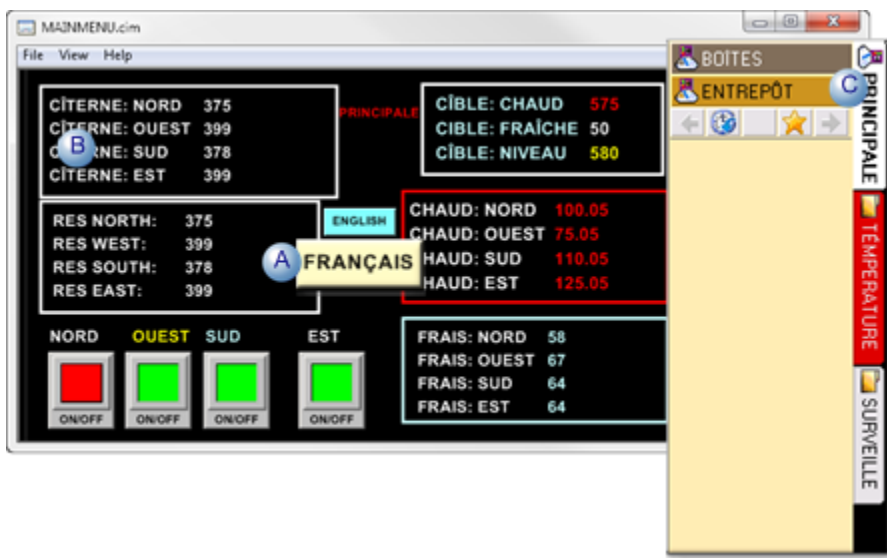 MAINMENU.cim
File View Help
CÎTERNE: NORD 375
CÎTERNE: OUEST 399
B
NE: SUD 378
CÎTERNE: EST 399
PRINCIPALE
CÎBLE: CHAUD 575
CIBLE: FRAÎCHE 50
CÎBLE: NIVEAU 580
RES NORTH: 375
RES WEST: 399
RES SOUTH: 378
RES EAST: 399
ENGLISH
A
FRANÇAIS
CHAUD: NORD 100.05
CHAUD: OUEST 75.05
HAUD: SUD 110.05
HAUD: EST 125.05
NORD OUEST SUD EST
ON/OFF ON/OFF ON/OFF ON/OFF
FRAIS: NORD 58
FRAIS: OUEST 67
FRAIS: SUD 64
FRAIS: EST 64
BOÎTES
ENTREPÔT
C
PRINCIPALE
TÉMPERATURE
SURVEILLE